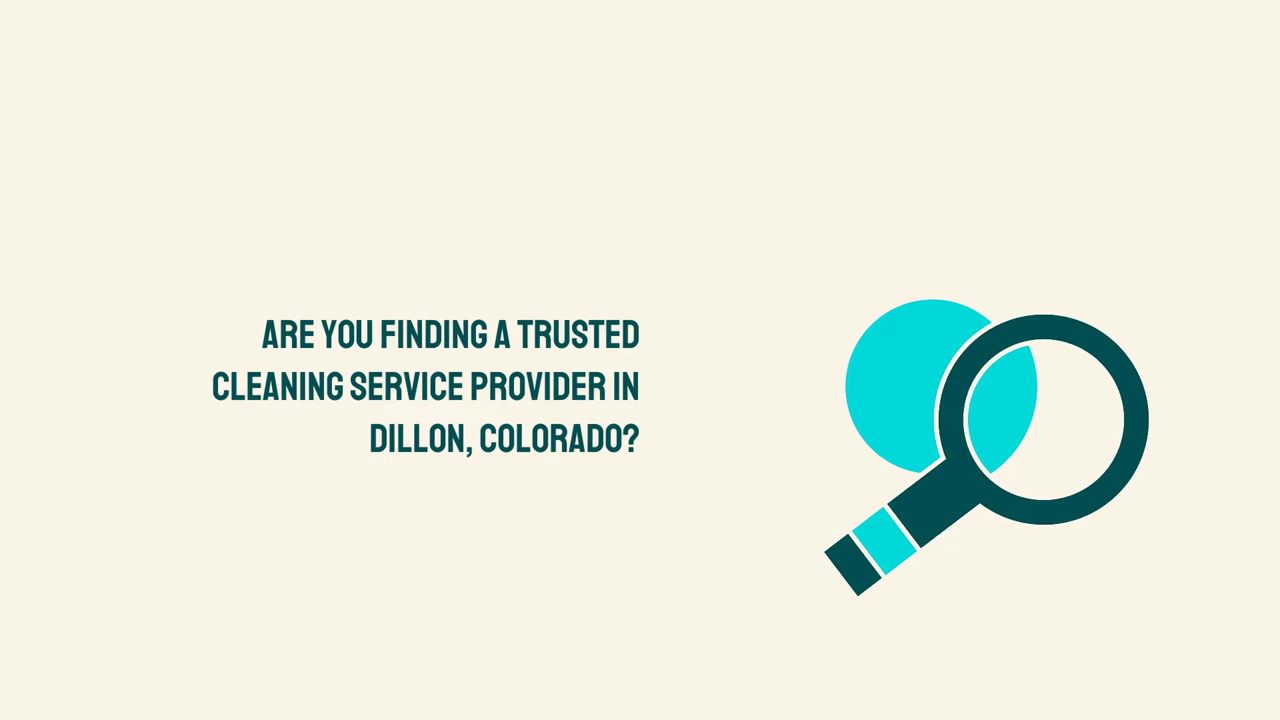 ARE YOU FINDING A TRUSTED
CLEANING SERVICE PROVIDER IN
DILLON, COLORADO?